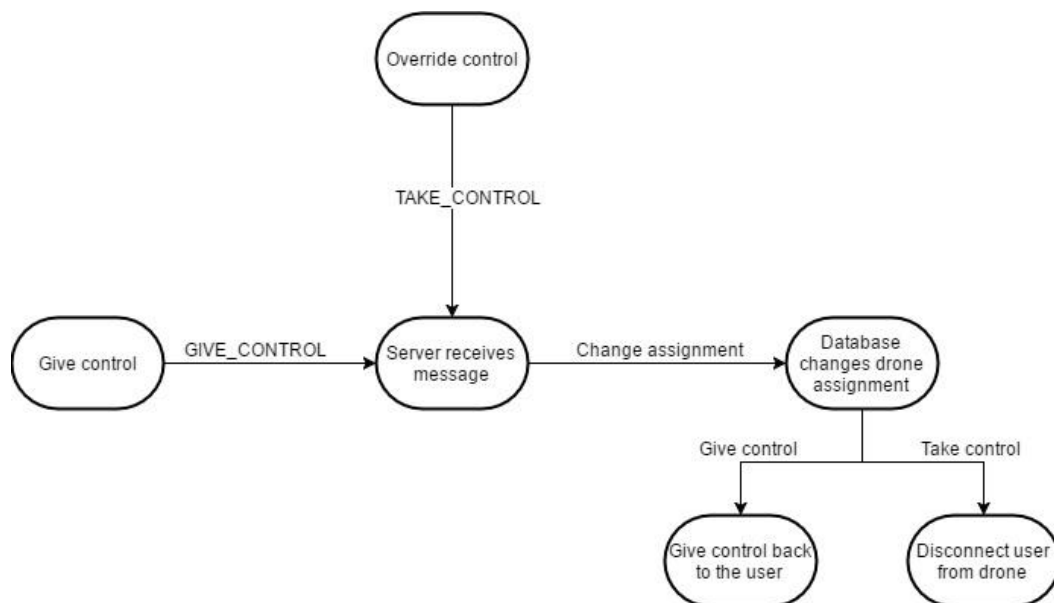 Override control
TAKE_CONTROL
Give control
GIVE_CONTROL
Server receives
message
Change assignment
Database
changes drone
assignment
Give control
Take control
Give control back
to the user
Disconnect user
from drone